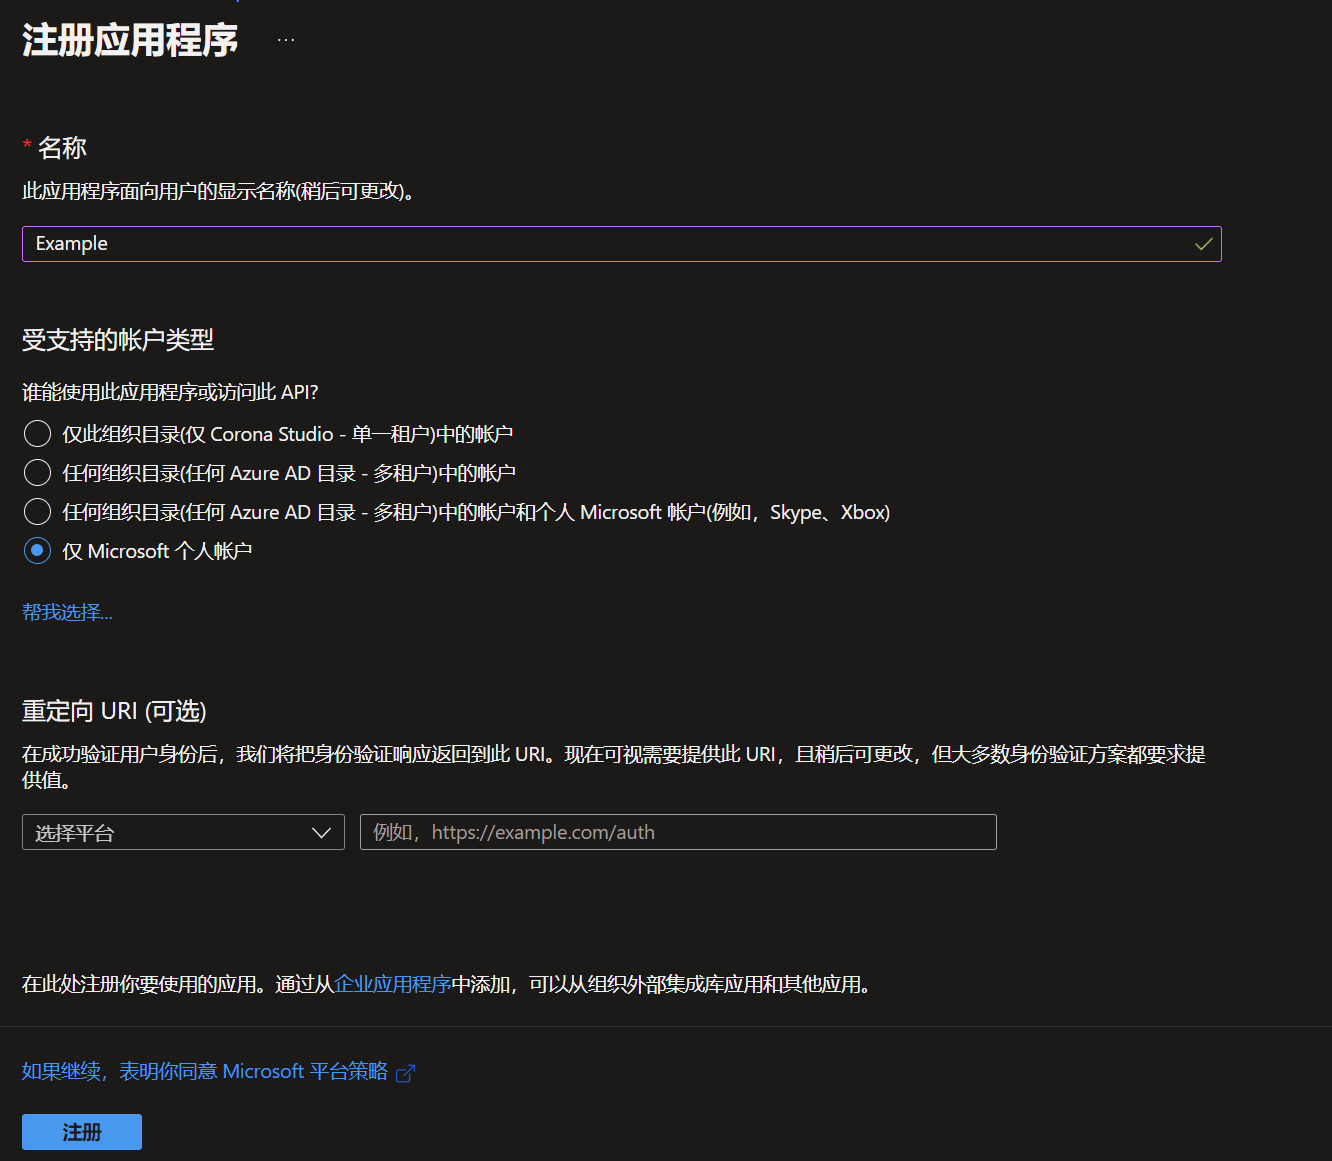 注册应用程序 ...
* 名称
此应用程序面向用户的显示名称(稍后可更改)。
Example
受支持的帐户类型
谁能使用此应用程序或访问此 API?
仅此组织目录(仅 Corona Studio - 单一租户)中的帐户
任何组织目录(任何 Azure AD 目录 - 多租户)中的帐户
任何组织目录(任何 Azure AD 目录 - 多租户)中的帐户和个人 Microsoft 帐户(例如，Skype、Xbox)
仅 Microsoft 个人帐户
帮我选择...
重定向 URI (可选)
在成功验证用户身份后，我们将把身份验证响应返回到此 URI。现在可视需要提供此 URI，且稍后可更改，但大多数身份验证方案都要求提
供值。
选择平台
例如，https://example.com/auth
在此处注册你要使用的应用。通过从企业应用程序中添加，可以从组织外部集成库应用和其他应用。
如果继续，表明你同意 Microsoft 平台策略
注册